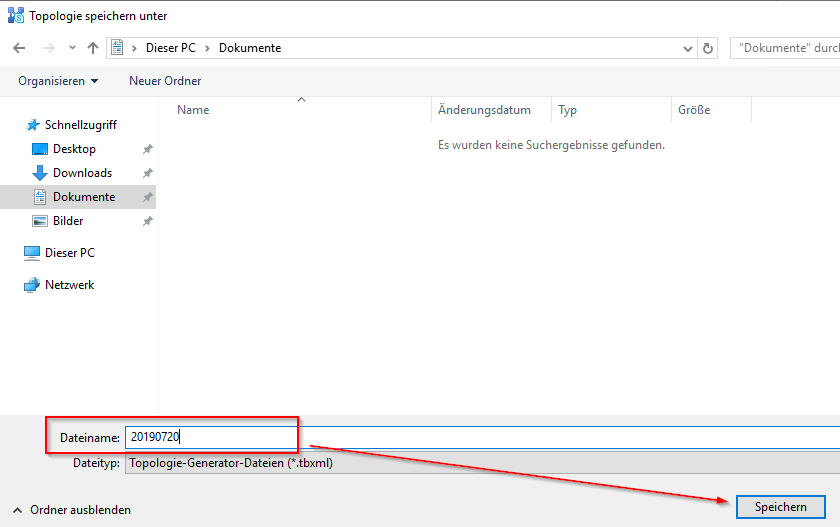 Topologie speichern unter
Dieser PC > Dokumente
"Dokumente" durch
Organisieren
Neuer Ordner
Name
Änderungsdatum
Typ
Größe
Es wurden keine Suchergebnisse gefunden.
Schnellzugriff
Desktop
Downloads
Dokumente
Bilder
Dieser PC
Netzwerk
Dateiname: 20190720
Dateityp: Topologie-Generator-Dateien (*.tbxml)
Ordner ausblenden
Speichern